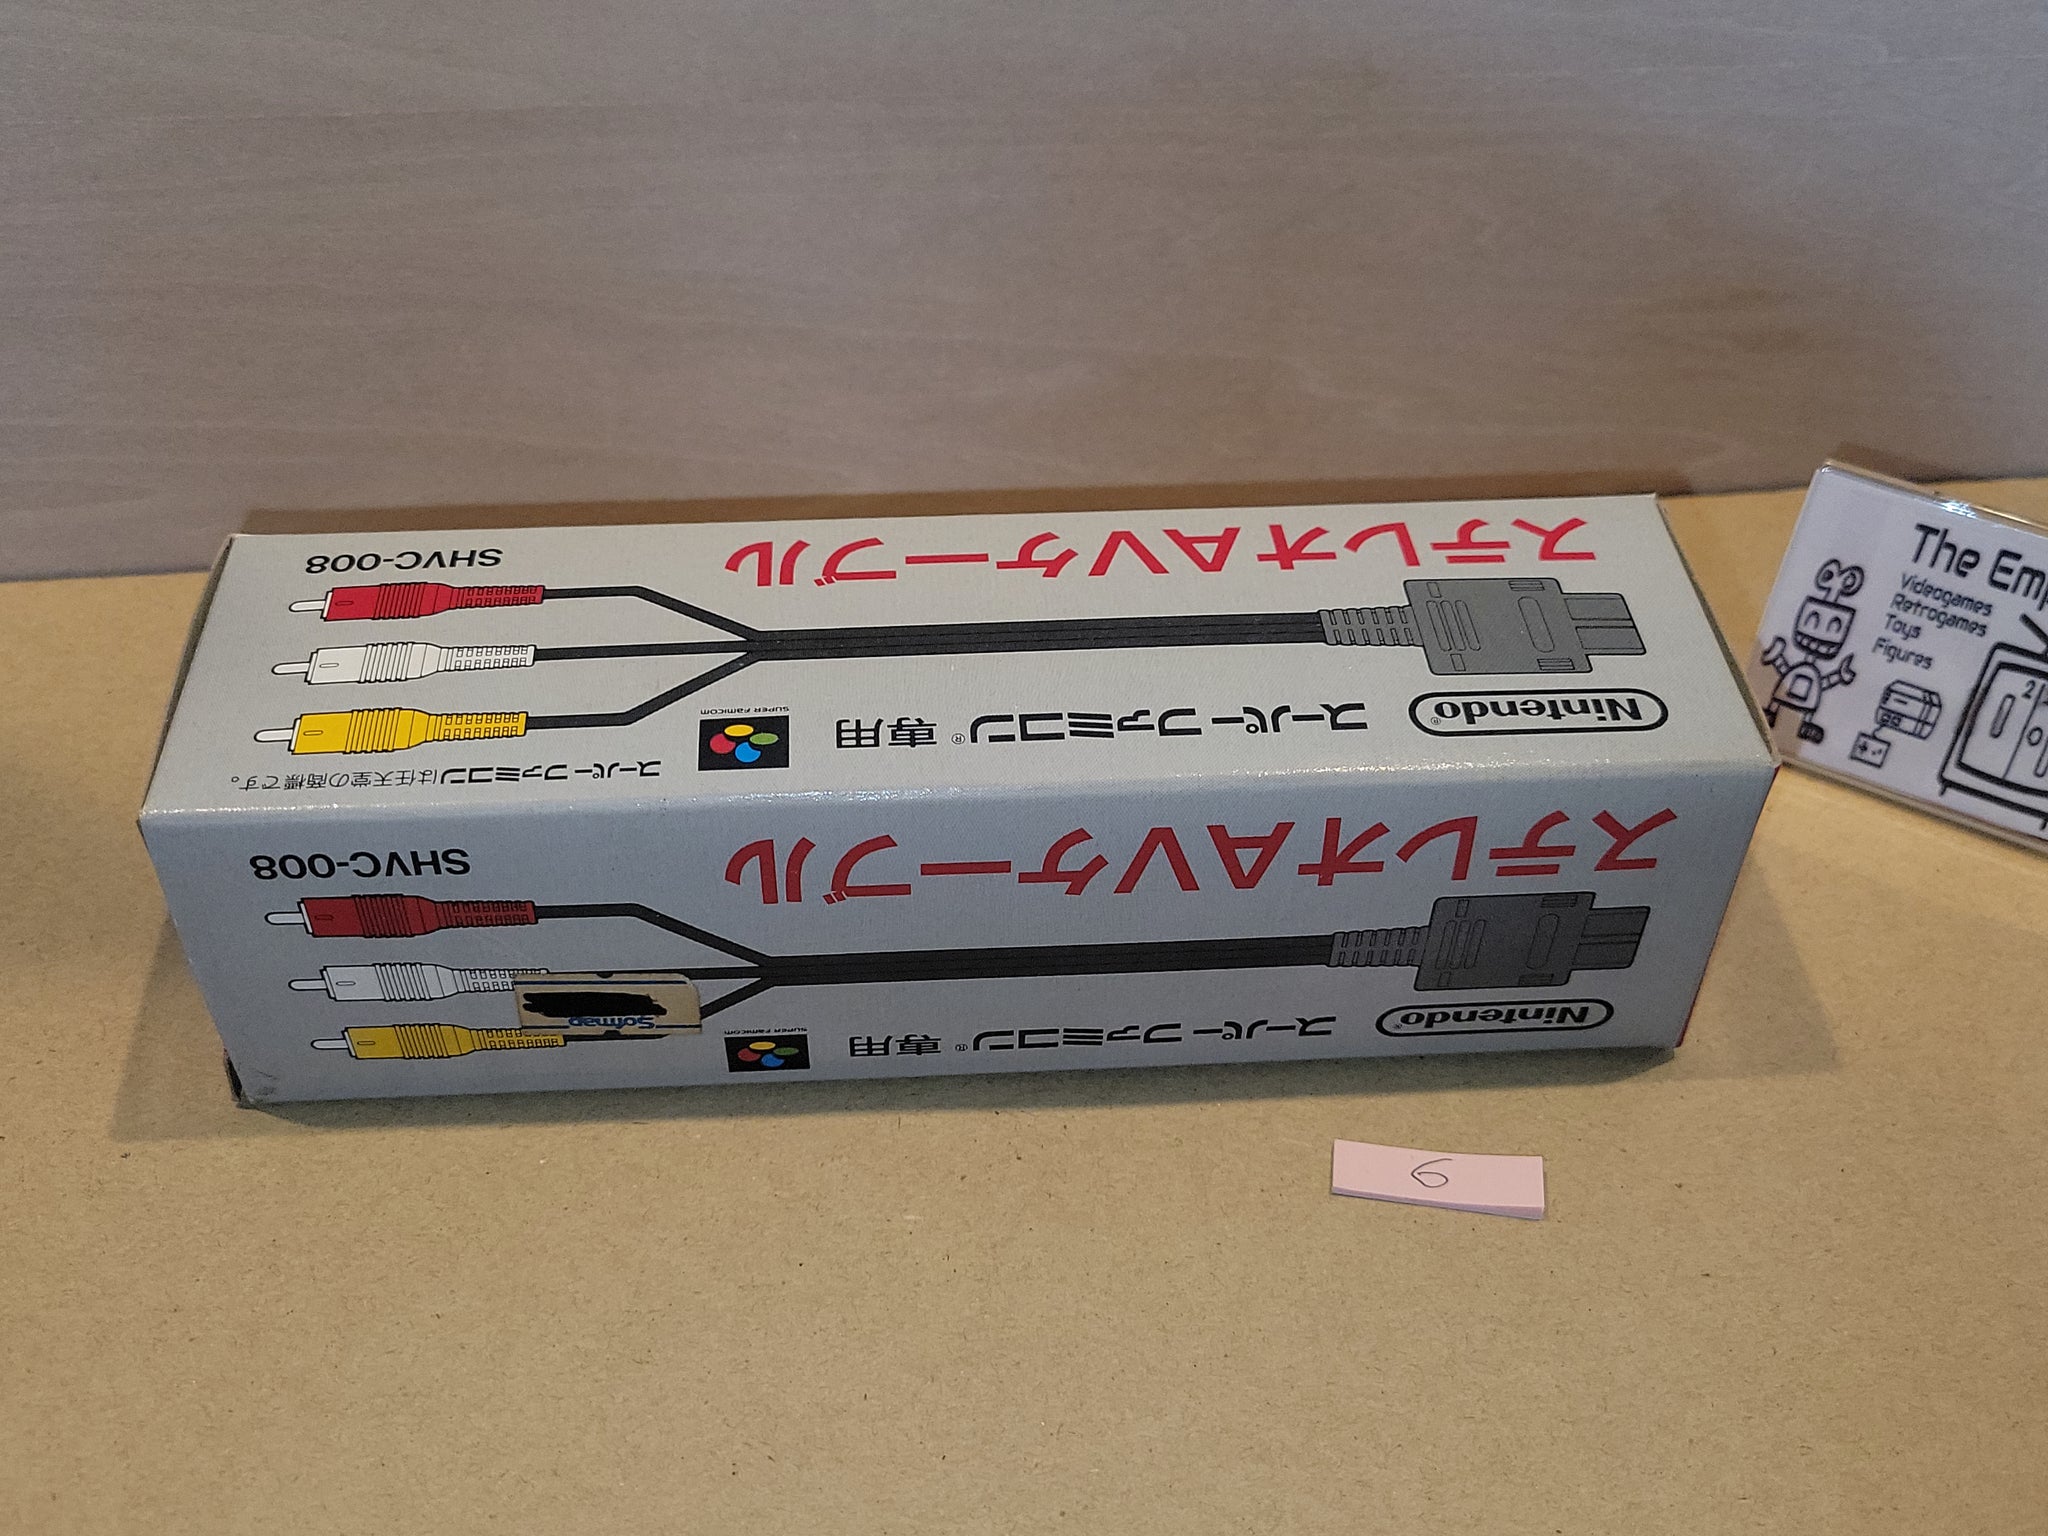 Nintendo®
スーパーファミコン®専用
SUPER FAMICOM
スーパーファミコンは任天堂の商標です。
ステレオAVケーブル
SHVC-008
Nintendo®
スーパーファミコン®専用
SUPER FAMICOM
Sofmap
ステレオAVケーブル
SHVC-008
6
The Emp
Videogames
Retrogames
Toys
Figures
2